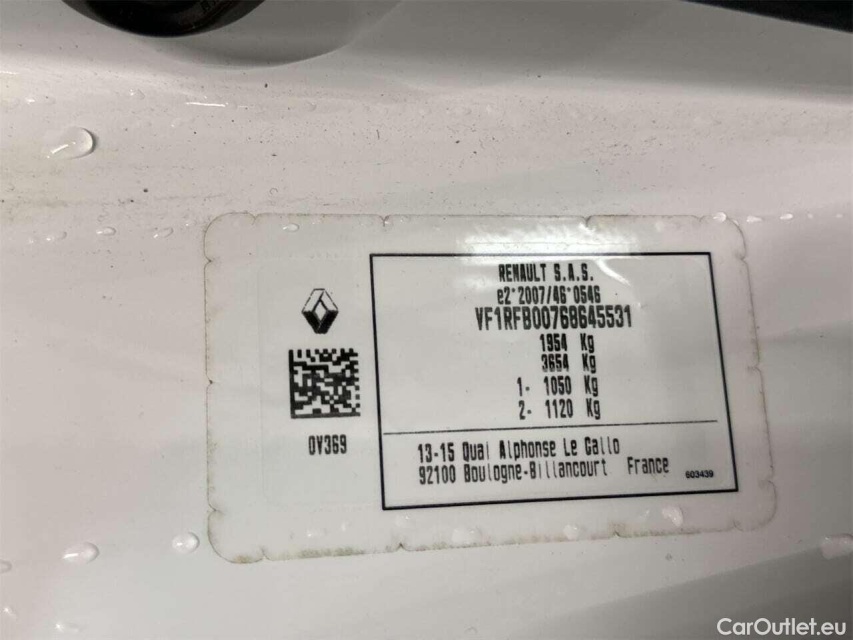 RENAULT S.A.S.
e2*2007/46*0546
VF1RFB00768645531
1954 Kg
3654 Kg
1- 1050 Kg
2- 1120 Kg
0V369
13-15 Quai Alphonse Le Gallo
92100 Boulogne-Billancourt France
603439
CarOutlet.eu